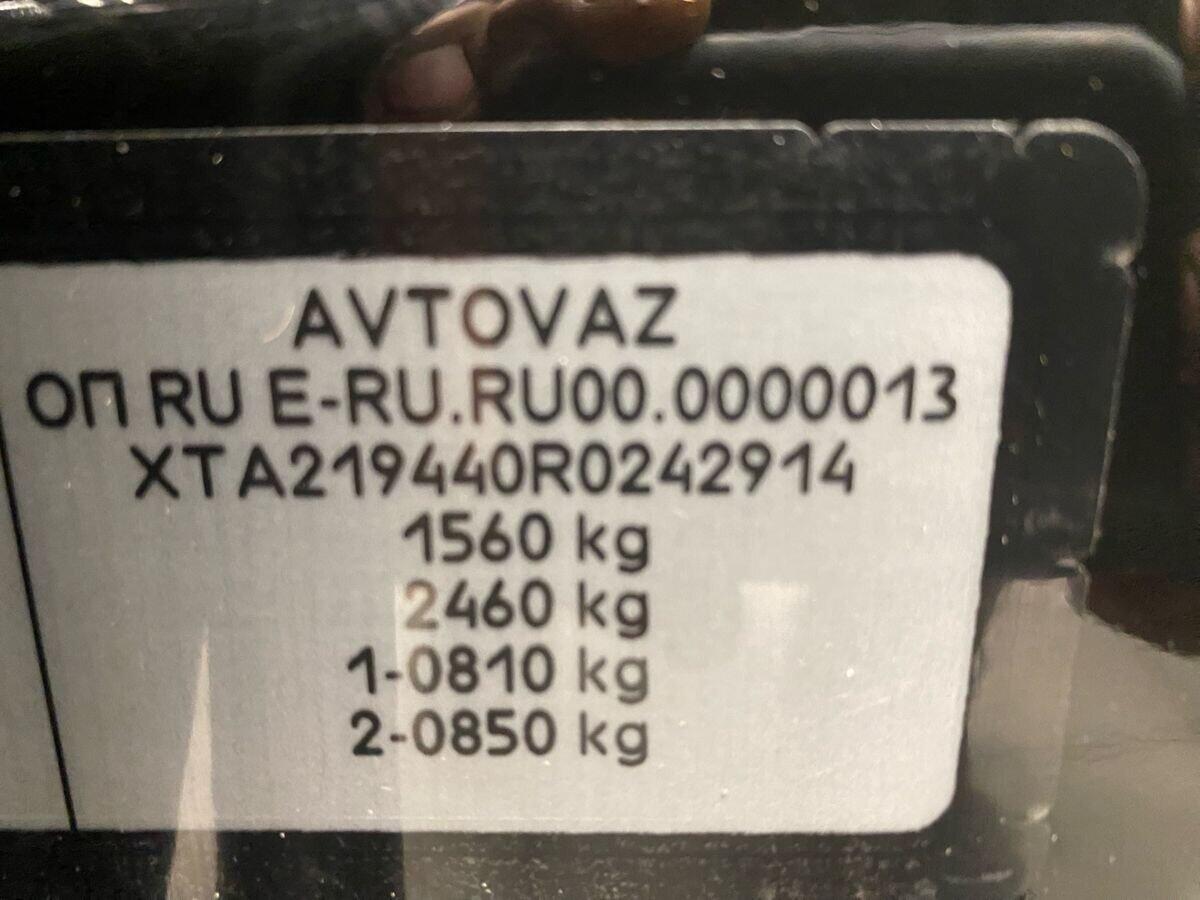 AVTOVAZ
ОП RU E-RU.RU00.0000013
XTA219440R0242914
1560 kg
2460 kg
1-0810 kg
2-0850 kg